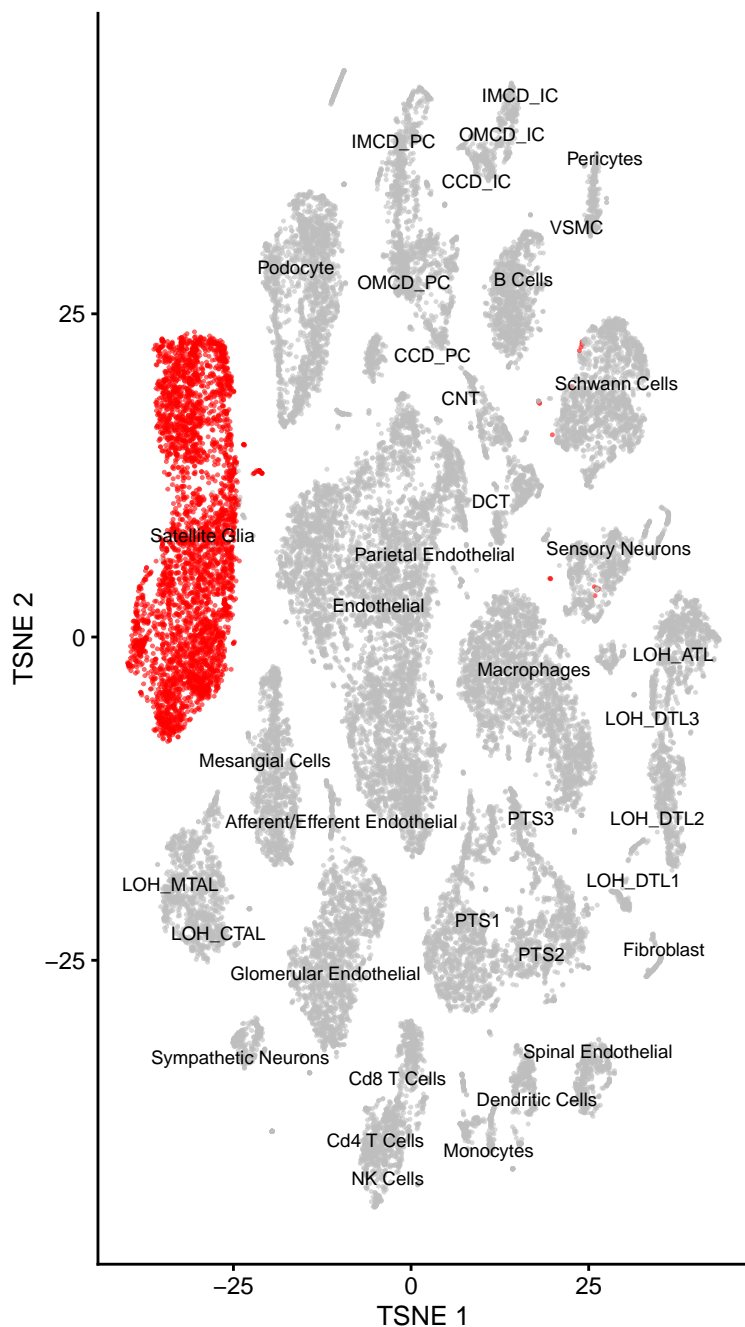 IMCD_IC
IMCD_PC
OMCD_IC
Pericytes
CCD_IC
VSMC
Podocyte
OMCD_PC
B Cells
25
CCD_PC
CNT
Schwann Cells
DCT
Satellite Glia
Parietal Endothelial
Sensory Neurons
Endothelial
0
TSNE 2
Macrophages
LOH_ATL
LOH_DTL3
Mesangial Cells
Afferent/Efferent Endothelial
PTS3
LOH_DTL2
LOH_MTAL
LOH_DTL1
LOH_CTAL
PTS1
PTS2
Fibroblast
−25
Glomerular Endothelial
Sympathetic Neurons
Spinal Endothelial
Cd8 T Cells
Dendritic Cells
Cd4 T Cells
Monocytes
NK Cells
−25 0 25
TSNE 1